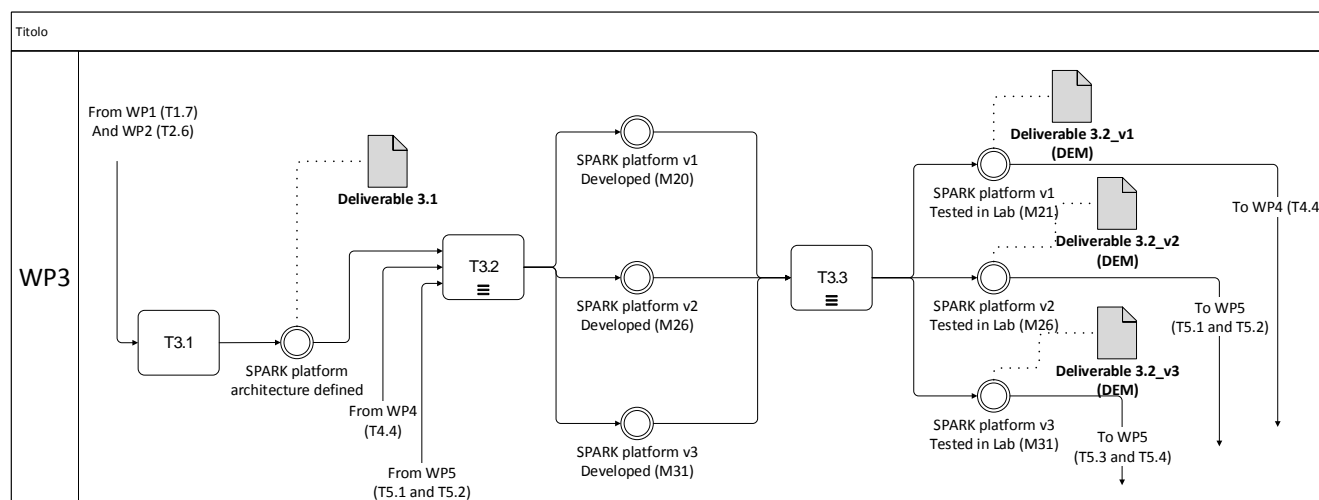 Titolo
WP3
From WP1 (T1.7)
And WP2 (T2.6)
T3.1
SPARK platform
architecture defined
Deliverable 3.1
From WP4
(T4.4)
From WP5
(T5.1 and T5.2)
T3.2
SPARK platform v1
Developed (M20)
SPARK platform v2
Developed (M26)
SPARK platform v3
Developed (M31)
T3.3
Deliverable 3.2_v1
(DEM)
SPARK platform v1
Tested in Lab (M21)
To WP4 (T4.4
Deliverable 3.2_v2
(DEM)
SPARK platform v2
Tested in Lab (M26)
To WP5
(T5.1 and T5.2)
Deliverable 3.2_v3
(DEM)
SPARK platform v3
Tested in Lab (M31)
To WP5
(T5.3 and T5.4)